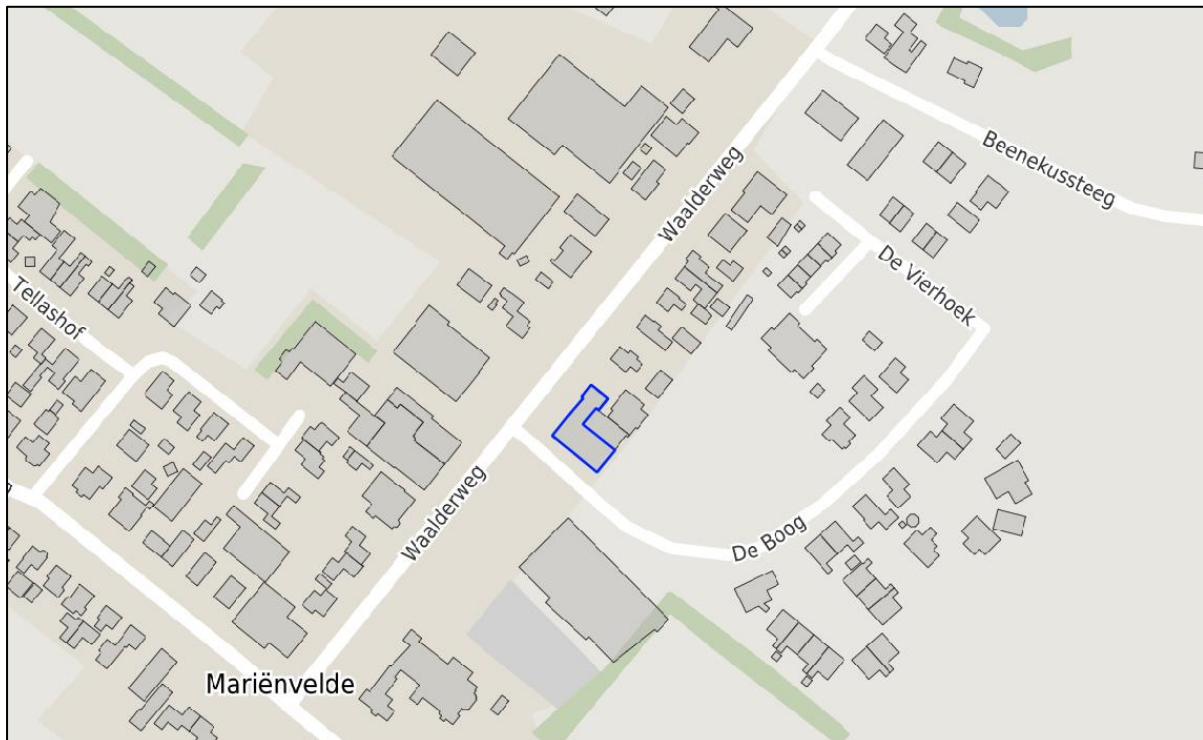 Beenekussteeg
Waalderweg
De Vierhoek
Tellashof
Waalderweg
De Boog
Mariënvelde